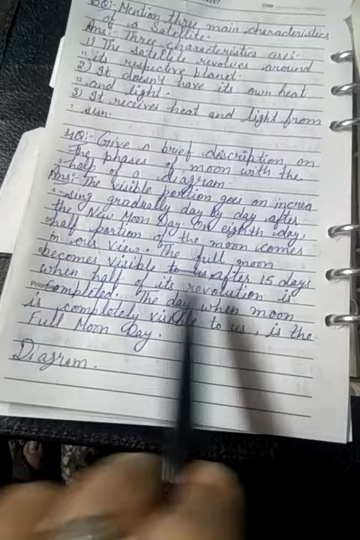 Date
Q:- Mention three main characteristics
of a Satellite.
Ans:- Three characteristics are:-
1) The satellite revolves around
its respective planet.
2) It doesn't have its own heat
and light.
3) It receives heat and light from
sun.
4Q:- Give a brief description on
the phases of moon with the
help of a diagram.
Ans:- The visible portion goes on increa
-sing gradually day by day after
the New Moon Day. On eighth day,
half portion of the moon comes
in our view. The full moon
becomes visible to us after 15 days
when half of its revolution is
completed. The day when moon
is completely visible to us, is the
Full Moon Day.
Diagram.